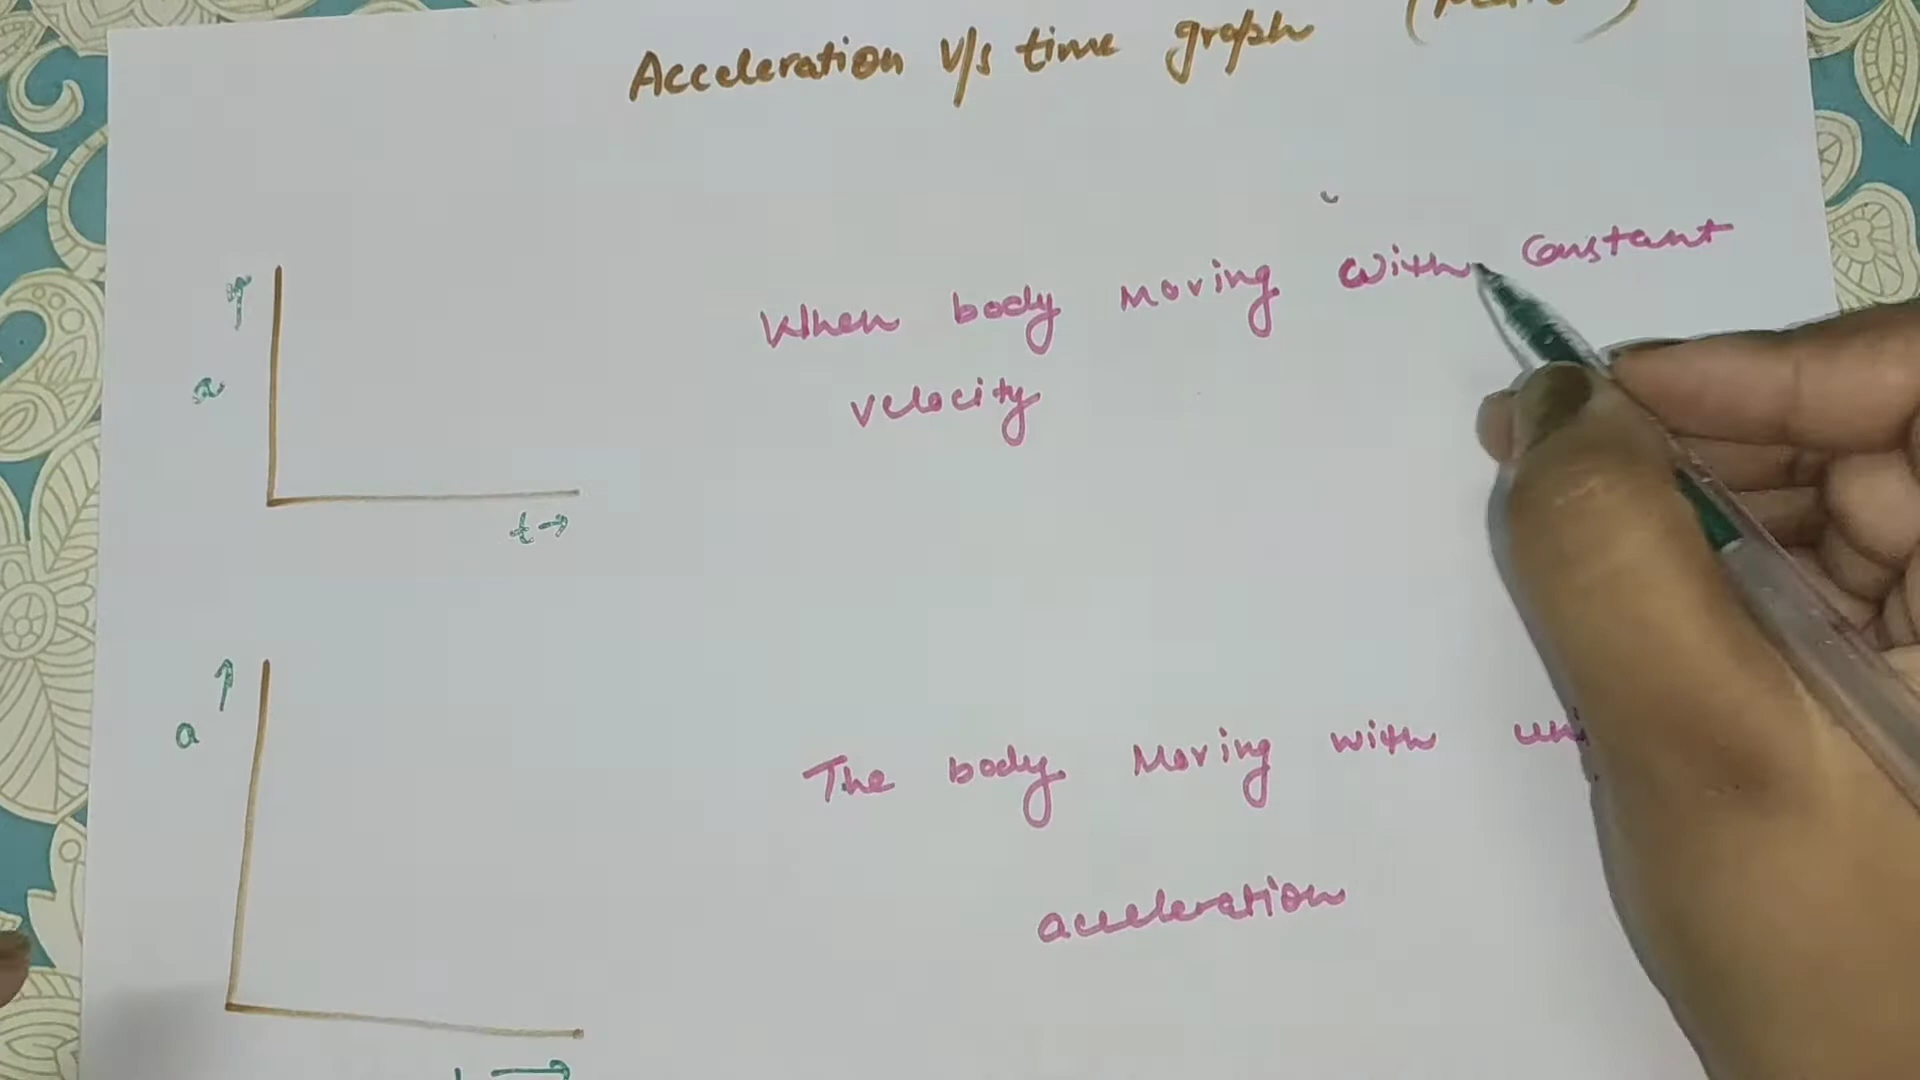 Acceleration v/s time graph
When body moving with constant
velocity
a
t →
a
The body moving with
acceleration